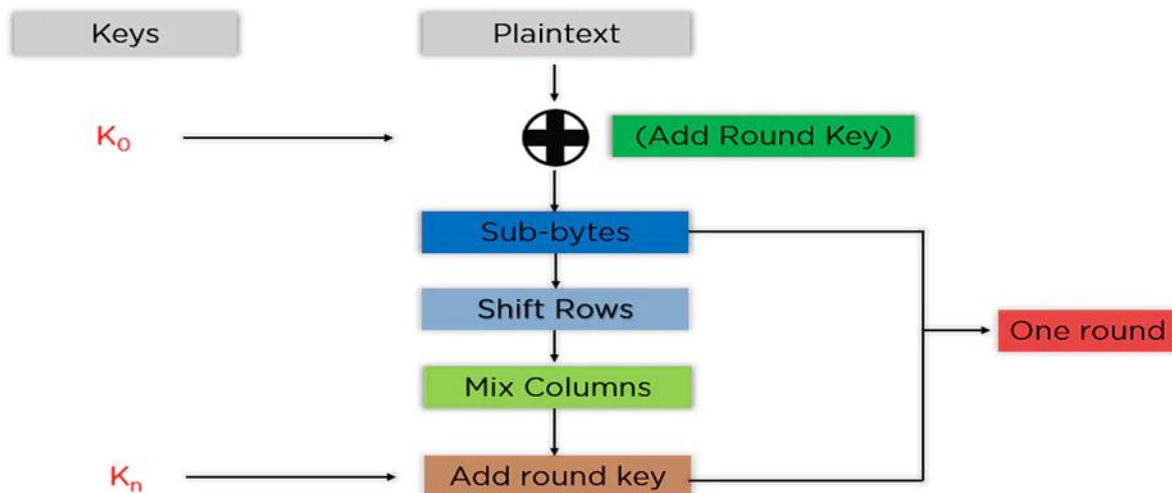 Keys
Plaintext
K₀
(Add Round Key)
Sub-bytes
Shift Rows
One round
Mix Columns
Kₙ
Add round key